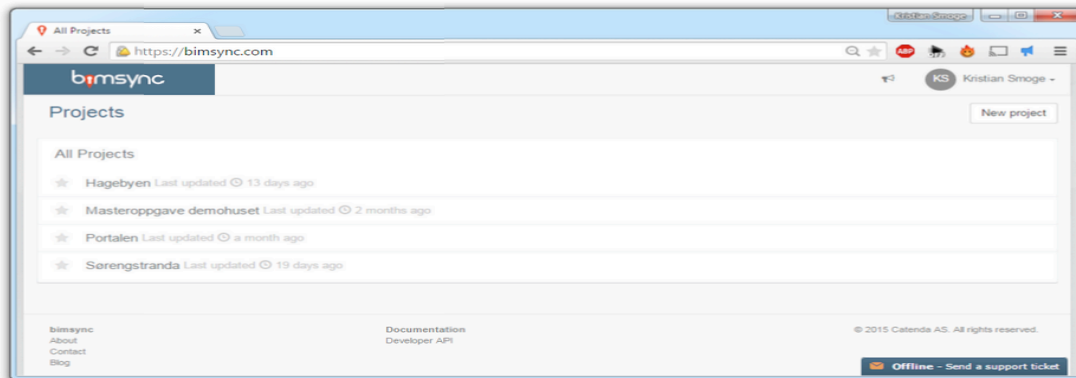 Kristian Smoge
All Projects
https://bimsync.com
ABP
bimsync
KS Kristian Smoge
Projects
New project
All Projects
Hagebyen Last updated 13 days ago
Masteroppgave demohuset Last updated 2 months ago
Portalen Last updated a month ago
Sørengstranda Last updated 19 days ago
bimsync
About
Contact
Blog
Documentation
Developer API
© 2015 Catenda AS. All rights reserved.
Offline - Send a support ticket